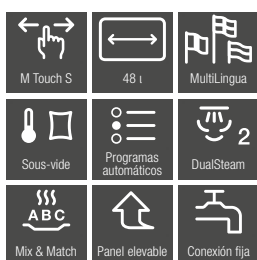 M Touch S
48 l
MultiLingua
Sous-vide
Programas
automáticos
2
DualSteam
ABC
Mix & Match
Panel elevable
Conexión fija